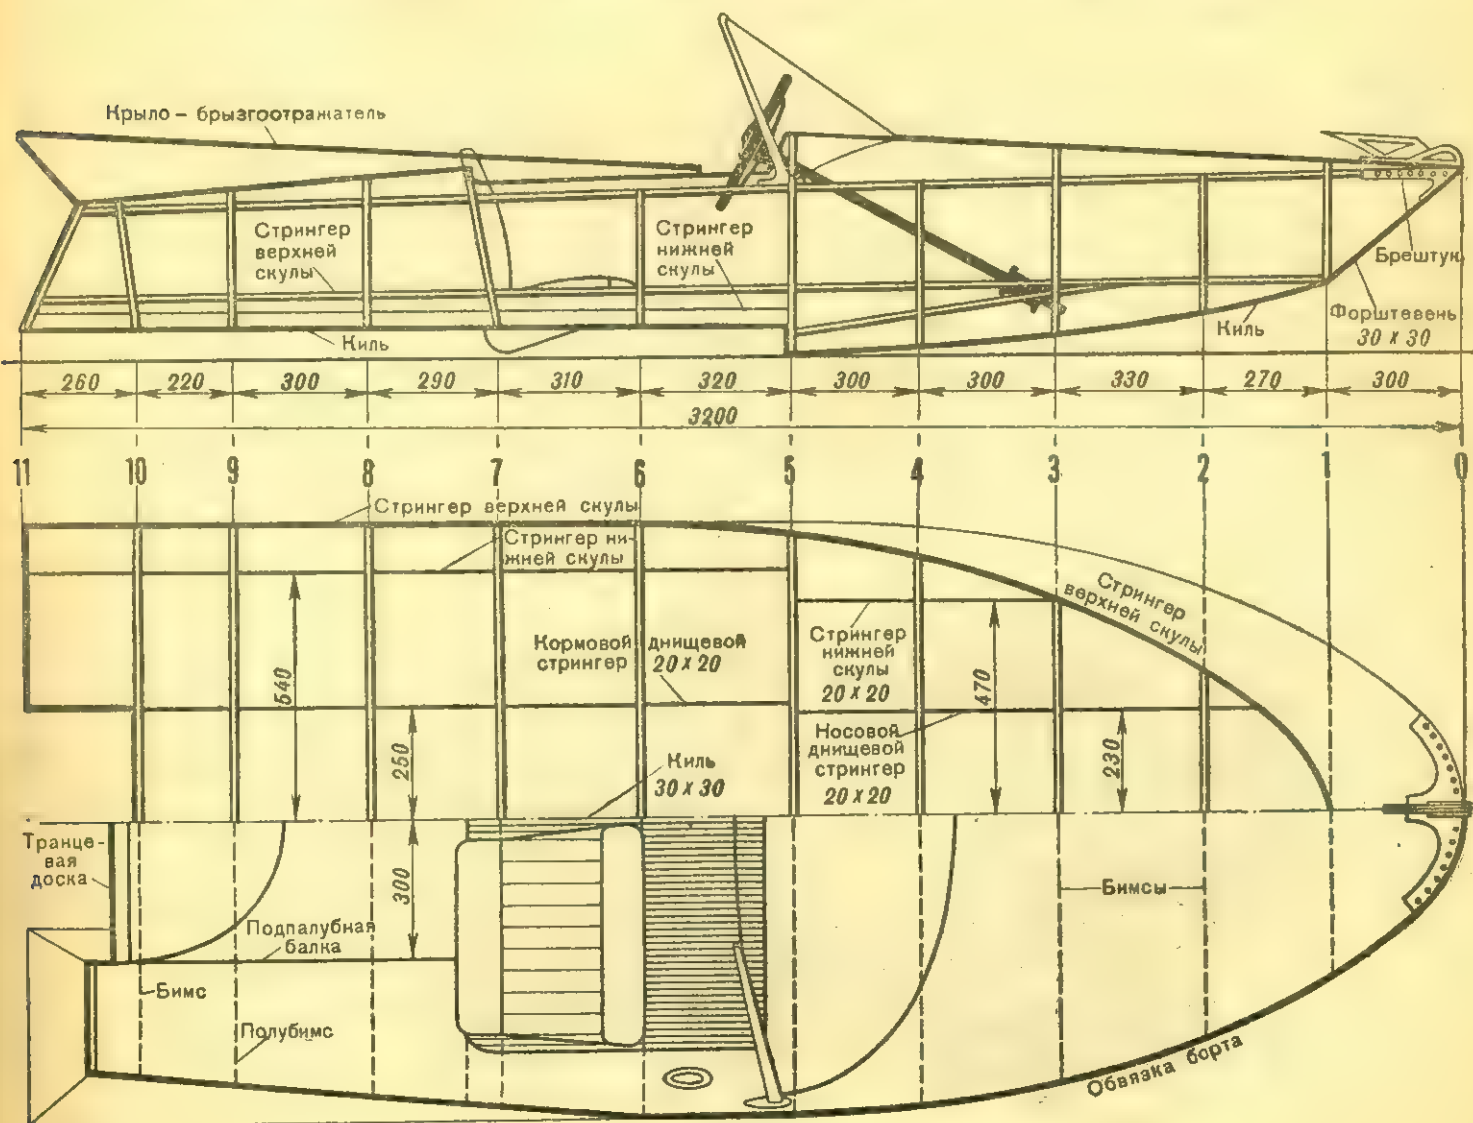 Крыло – брызгоотражатель
Стрингер
верхней
скулы
Стрингер
нижней
скулы
Брештук
Форштевень
30 x 30
Киль
Киль
260 220 300 290 310 320 300 300 330 270 300
3200
11 10 9 8 7 6 5 4 3 2 1 0
Стрингер верхней скулы
Стрингер ни-
жней скулы
Стрингер
верхней скулы
Кормовой днищевой
стрингер 20 x 20
Стрингер
нижней
скулы
20 x 20
540
470
250
230
Киль
30 x 30
Носовой
днищевой
стрингер
20 x 20
Транце-
вая
доска
300
Бимсы
Подпалубная
балка
Бимс
Полубимс
Обвязка борта